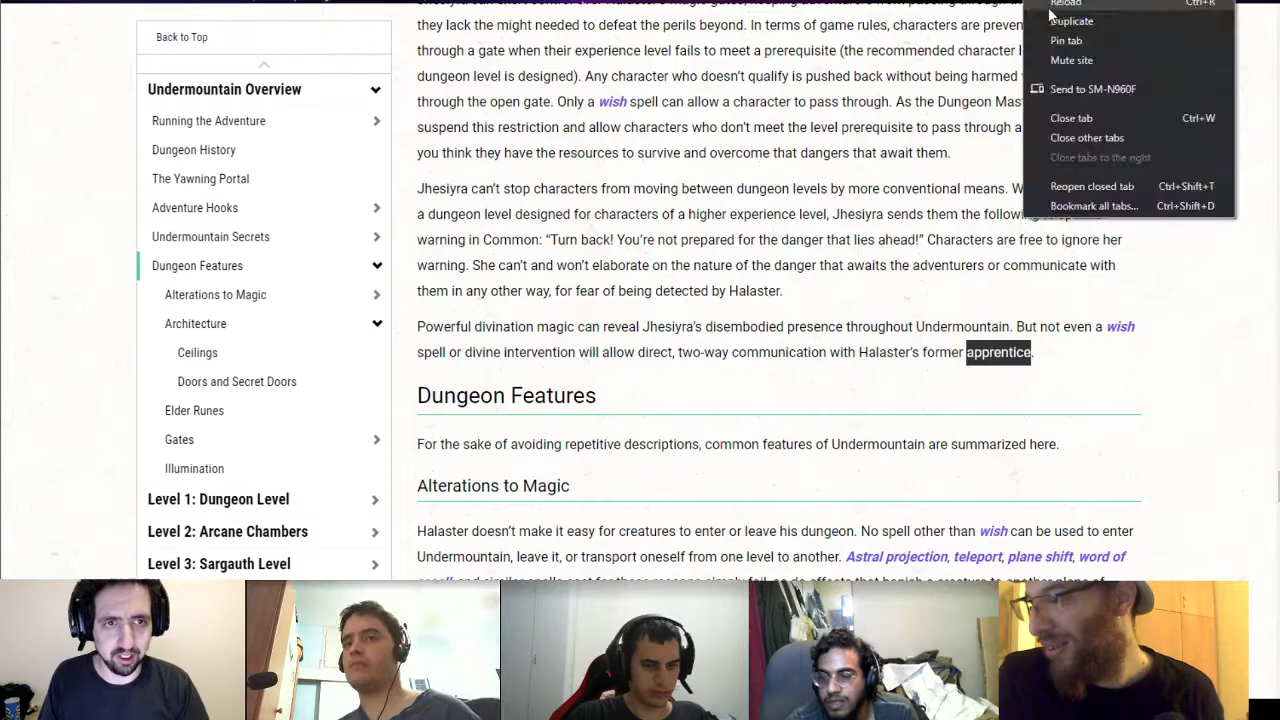 Back to Top
Undermountain Overview
Running the Adventure
Dungeon History
The Yawning Portal
Adventure Hooks
Undermountain Secrets
Dungeon Features
Alterations to Magic
Architecture
Ceilings
Doors and Secret Doors
Elder Runes
Gates
Illumination
Level 1: Dungeon Level
Level 2: Arcane Chambers
Level 3: Sargauth Level
they lack the might needed to defeat the perils beyond. In terms of game rules, characters are preven
through a gate when their experience level fails to meet a prerequisite (the recommended character l
dungeon level is designed). Any character who doesn't qualify is pushed back without being harmed
through the open gate. Only a wish spell can allow a character to pass through. As the Dungeon Mast
suspend this restriction and allow characters who don't meet the level prerequisite to pass through a
you think they have the resources to survive and overcome that dangers that await them.
Jhesiyra can't stop characters from moving between dungeon levels by more conventional means. W
a dungeon level designed for characters of a higher experience level, Jhesiyra sends them the following
warning in Common: “Turn back! You're not prepared for the danger that lies ahead!” Characters are free to ignore her
warning. She can't and won't elaborate on the nature of the danger that awaits the adventurers or communicate with
them in any other way, for fear of being detected by Halaster.
Powerful divination magic can reveal Jhesiyra's disembodied presence throughout Undermountain. But not even a wish
spell or divine intervention will allow direct, two-way communication with Halaster's former apprentice.
Dungeon Features
For the sake of avoiding repetitive descriptions, common features of Undermountain are summarized here.
Alterations to Magic
Halaster doesn't make it easy for creatures to enter or leave his dungeon. No spell other than wish can be used to enter
Undermountain, leave it, or transport oneself from one level to another. Astral projection, teleport, plane shift, word of
Reload Ctrl+R
Duplicate
Pin tab
Mute site
Send to SM-N960F
Close tab Ctrl+W
Close other tabs
Close tabs to the right
Reopen closed tab Ctrl+Shift+T
Bookmark all tabs... Ctrl+Shift+D